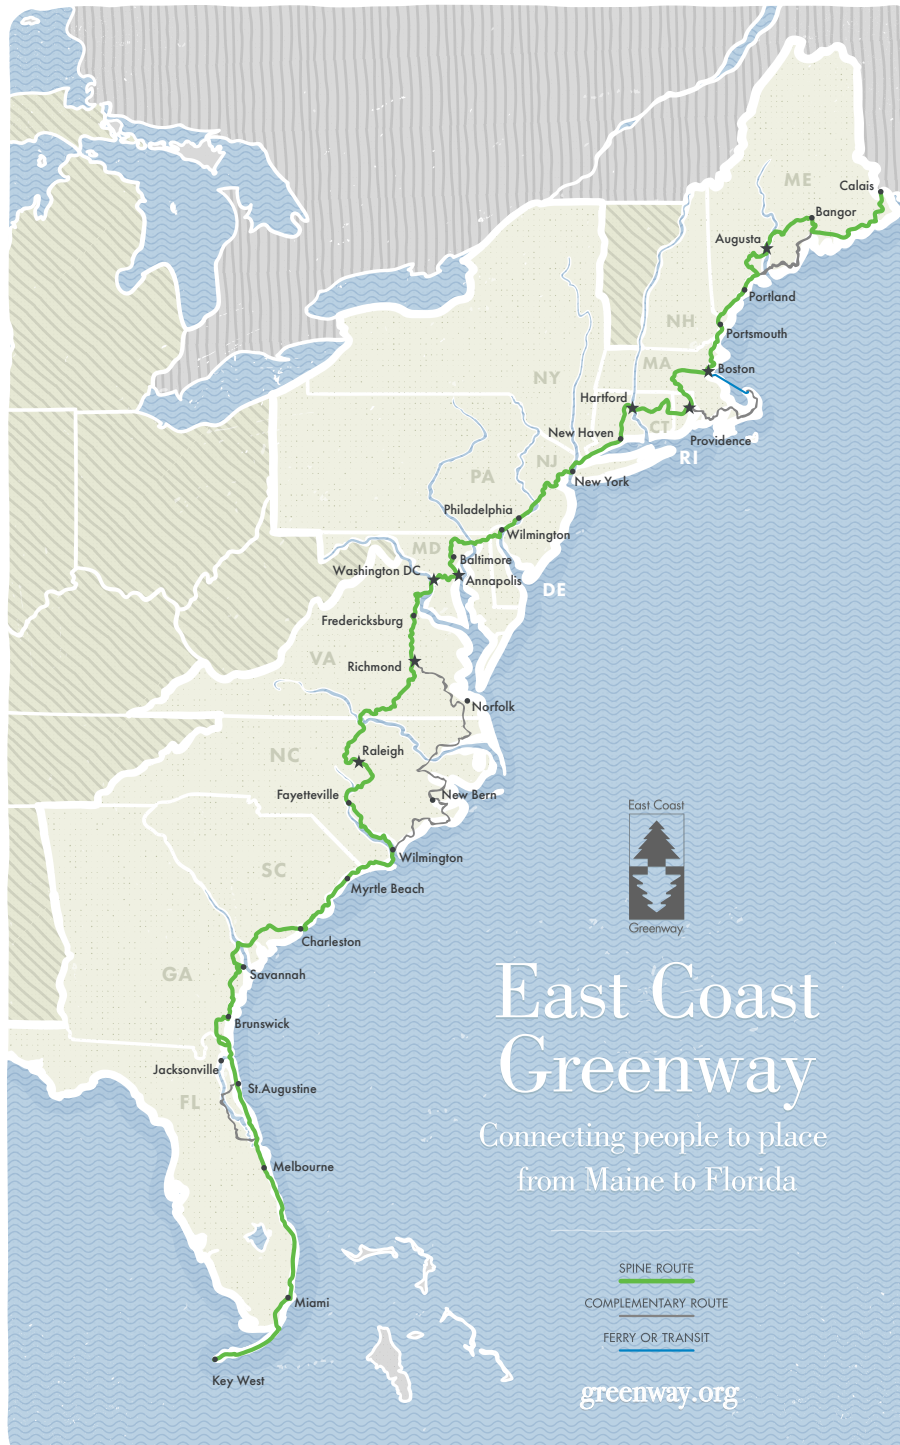 ME
Calais
Bangor
Augusta
Portland
NH
Portsmouth
MA
Boston
NY
Hartford
CT
New Haven
Providence
RI
NJ
PA
New York
Philadelphia
Wilmington
MD
Baltimore
Washington DC
Annapolis
DE
Fredericksburg
VA
Richmond
Norfolk
NC
Raleigh
Fayetteville
New Bern
Wilmington
SC
Myrtle Beach
Charleston
GA
Savannah
Brunswick
Jacksonville
St.Augustine
FL
Melbourne
Miami
Key West
East Coast
Greenway
East Coast
Greenway
Connecting people to place
from Maine to Florida
SPINE ROUTE
COMPLEMENTARY ROUTE
FERRY OR TRANSIT
greenway.org